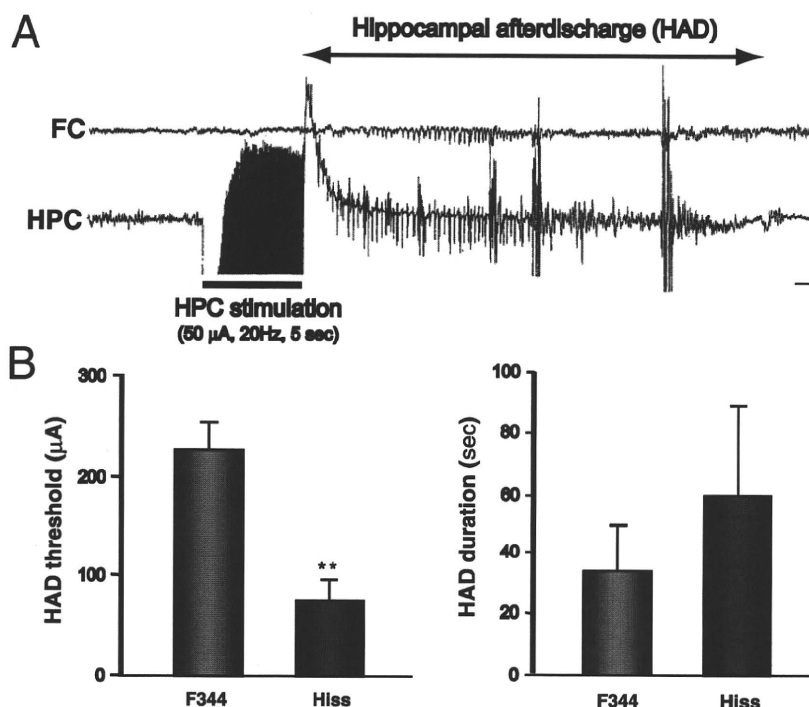 A
Hippocampal afterdischarge (HAD)
FC
HPC
HPC stimulation
(50 μA, 20Hz, 5 sec)
B
300
200
100
0
HAD threshold (μA)
**
F344
Hiss
100
80
60
40
20
0
HAD duration (sec)
F344
Hiss